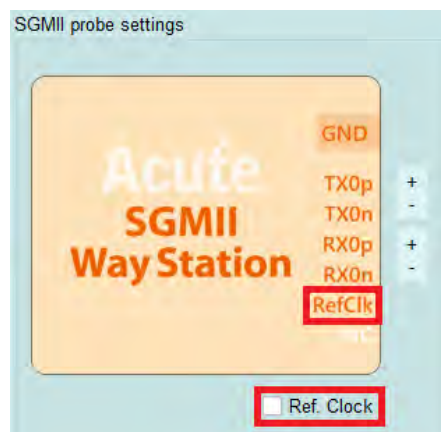 SGMII probe settings
GND
Acute
TX0p +
SGMII
TX0n -
RX0p +
Way Station
RX0n -
RefClk
Ref. Clock